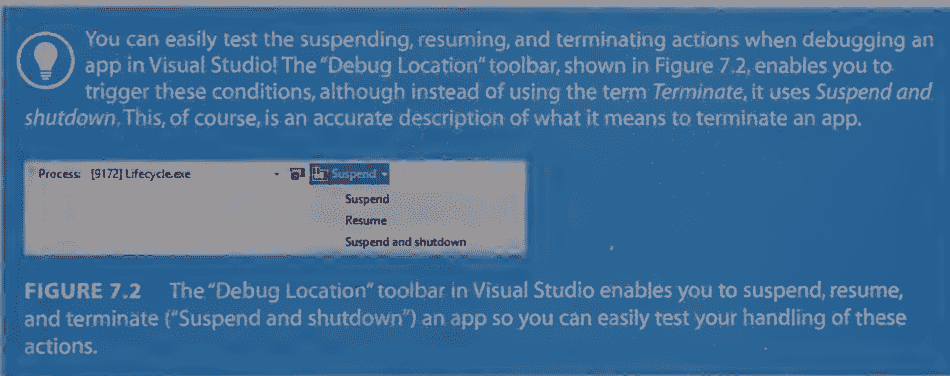 You can easily test the suspending, resuming, and terminating actions when debugging an
app in Visual Studio! The "Debug Location" toolbar, shown in Figure 7.2, enables you to
trigger these conditions, although instead of using the term Terminate, it uses Suspend and
shutdown. This, of course, is an accurate description of what it means to terminate an app.
Process: [9172] Lifecycle.exe Suspend
Suspend
Resume
Suspend and shutdown
FIGURE 7.2 The "Debug Location" toolbar in Visual Studio enables you to suspend, resume,
and terminate ("Suspend and shutdown") an app so you can easily test your handling of these
actions.